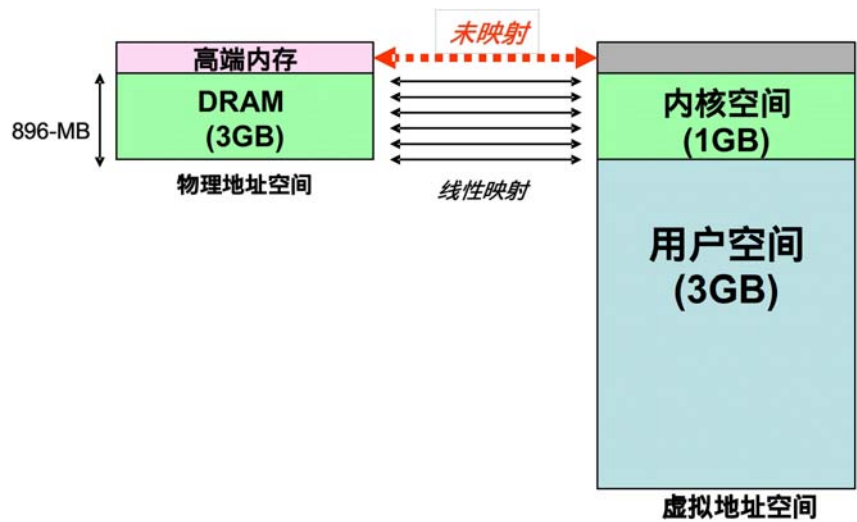 未映射
高端内存
DRAM
(3GB)
896-MB
物理地址空间
线性映射
内核空间
(1GB)
用户空间
(3GB)
虚拟地址空间